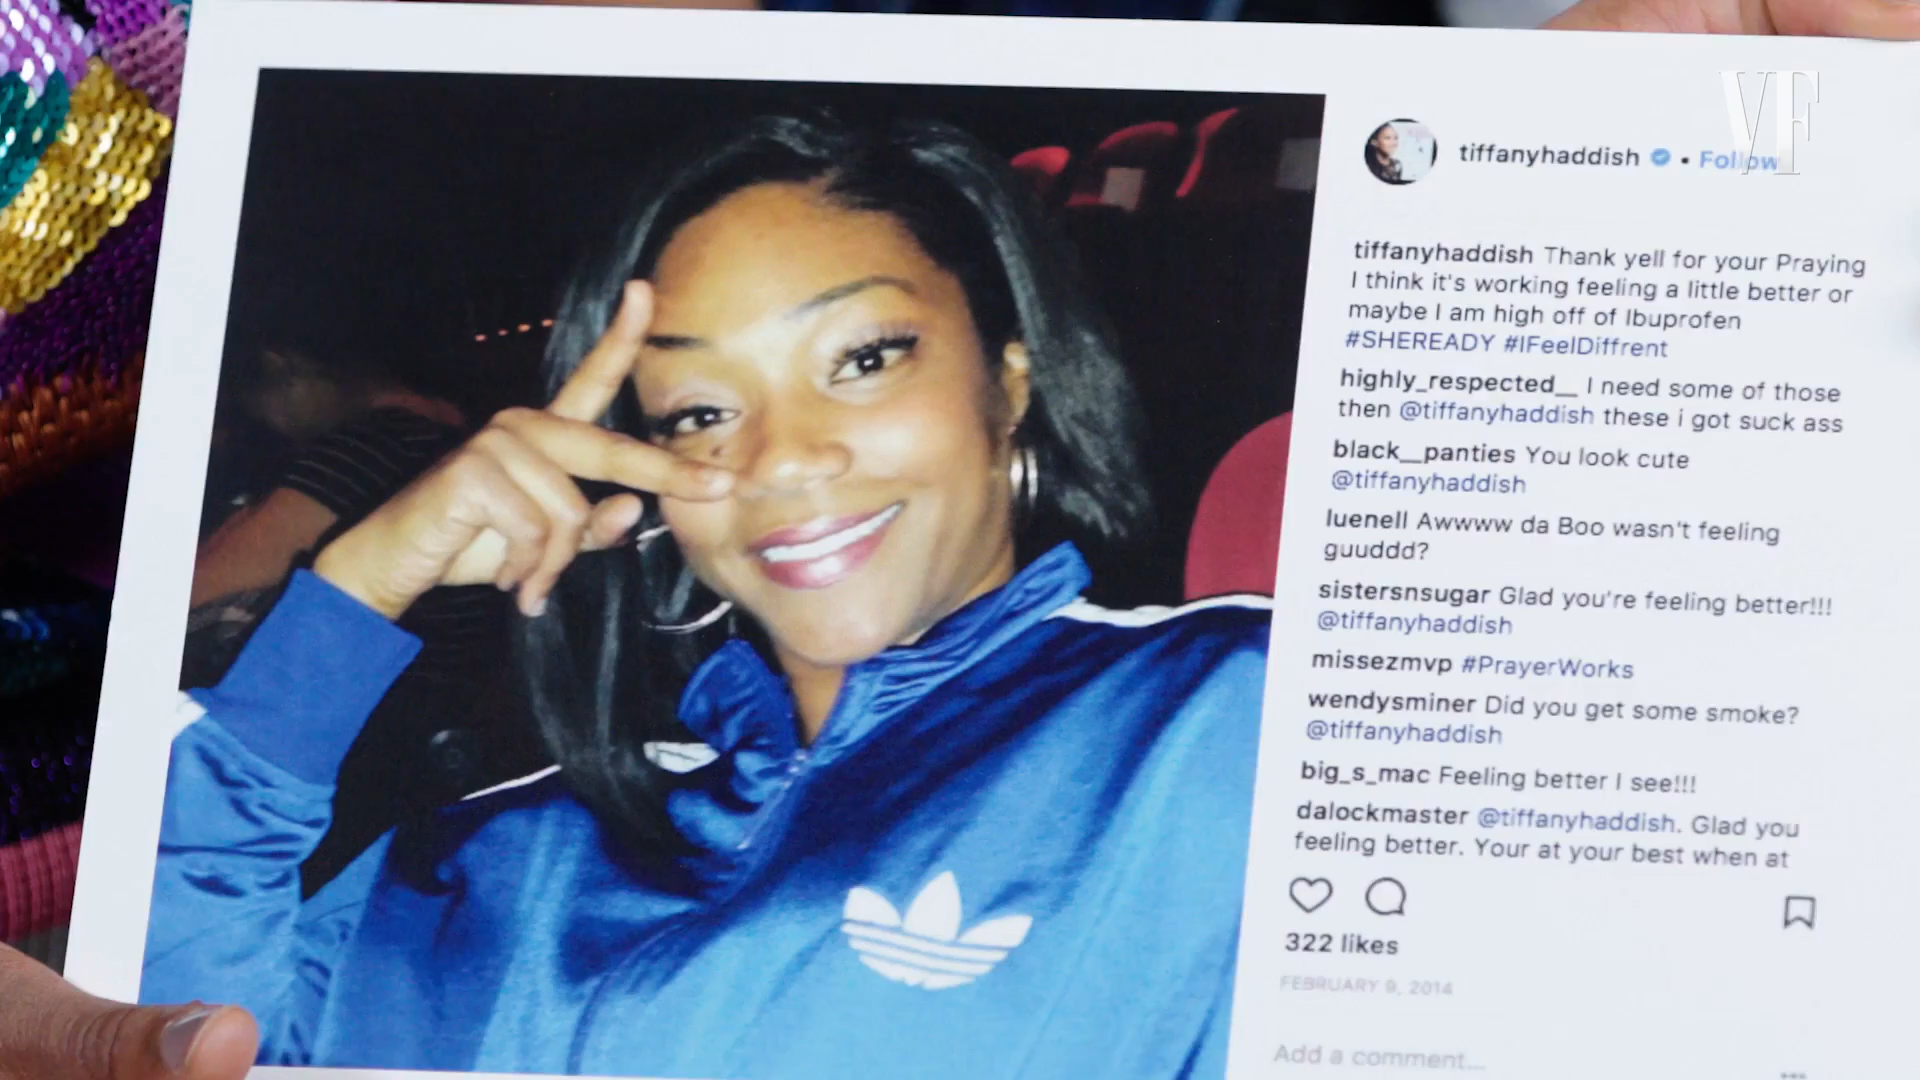 VF
tiffanyhaddish • Follow
tiffanyhaddish Thank yell for your Praying
I think it's working feeling a little better or
maybe I am high off of Ibuprofen
#SHEREADY #IFeelDiffrent
highly_respected__ I need some of those
then @tiffanyhaddish these i got suck ass
black__panties You look cute
@tiffanyhaddish
luenell Awwww da Boo wasn't feeling
guuddd?
sistersnsugar Glad you're feeling better!!!
@tiffanyhaddish
missezmvp #PrayerWorks
wendysminer Did you get some smoke?
@tiffanyhaddish
big_s_mac Feeling better I see!!!
dalockmaster @tiffanyhaddish. Glad you
feeling better. Your at your best when at
322 likes
FEBRUARY 9, 2014
Add a comment...